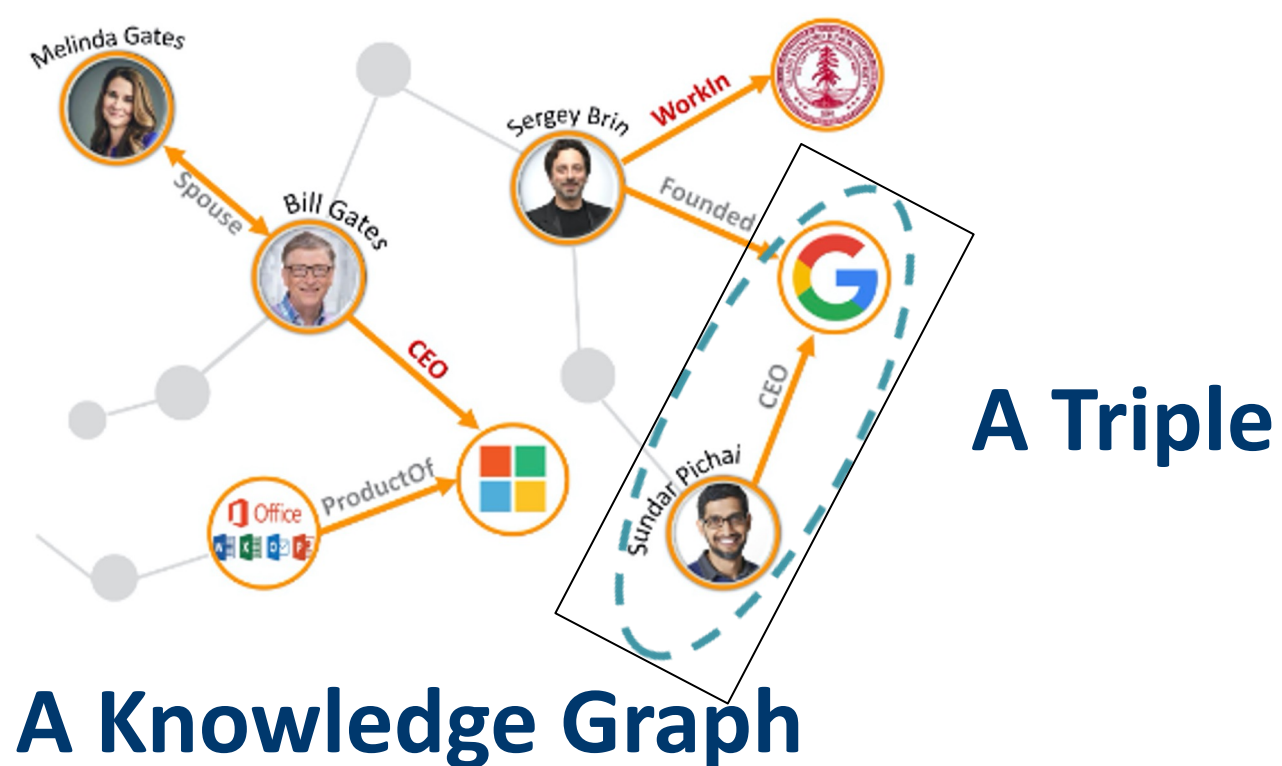 Melinda Gates
Spouse
Bill Gates
CEO
Sergey Brin
WorkIn
Founded
CEO
Sundar Pichai
Office
ProductOf
A Triple
A Knowledge Graph